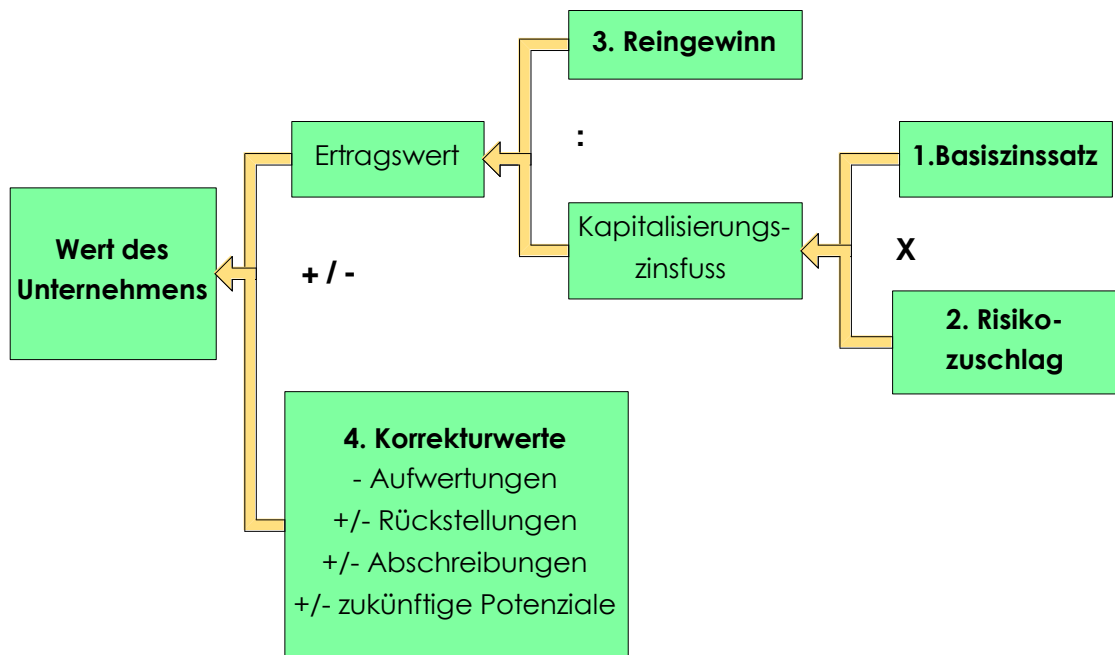 3. Reingewinn
:
Ertragswert
1.Basiszinssatz
Kapitalisierungs-
zinsfuss
X
Wert des
Unternehmens
+ / -
2. Risiko-
zuschlag
4. Korrekturwerte
- Aufwertungen
+/- Rückstellungen
+/- Abschreibungen
+/- zukünftige Potenziale